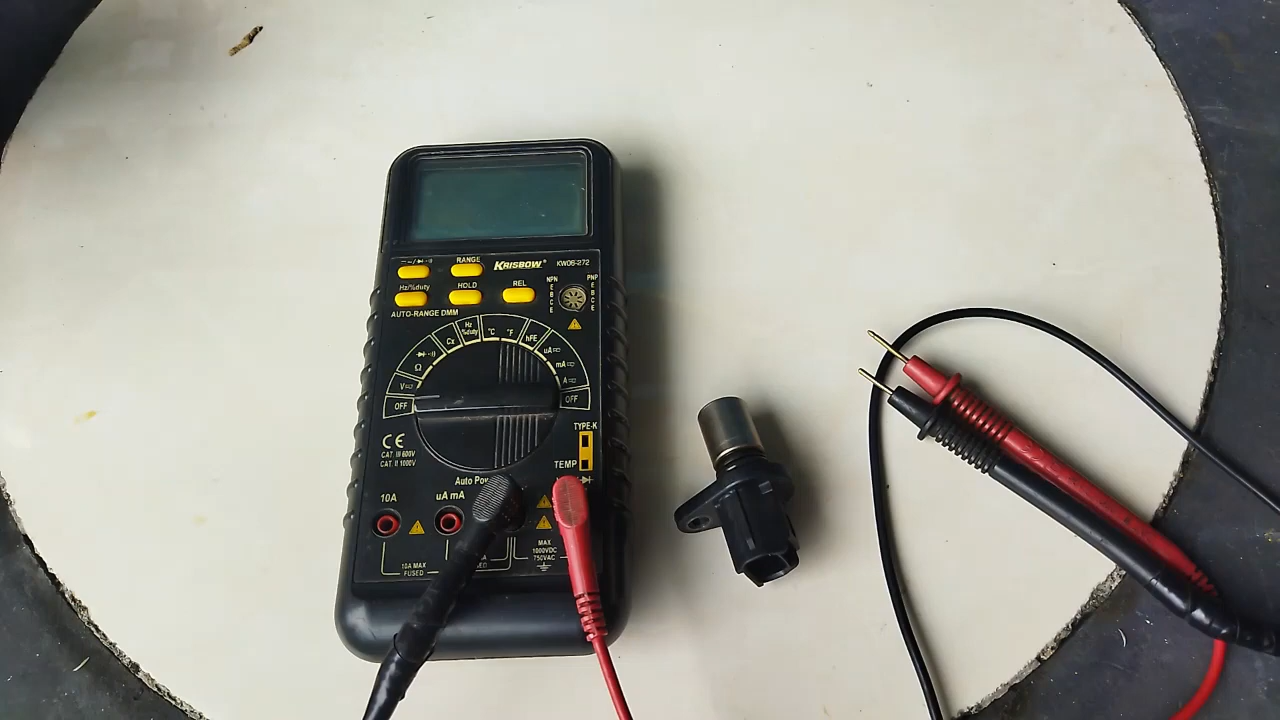 RANGE
KRISBOW® KW06-272
Hz/%duty HOLD REL
NPN
E
B
C
E
PNP
E
B
C
E
AUTO-RANGE DMM
OFF
V
Ω
Cx
Hz
%duty
°C
°F
hFE
uA
mA
A
OFF
CE
CAT. III 600V
CAT. II 1000V
TYPE-K
TEMP
Auto Pow
10A
uA mA
10A MAX
FUSED
MAX
1000VDC
750VAC